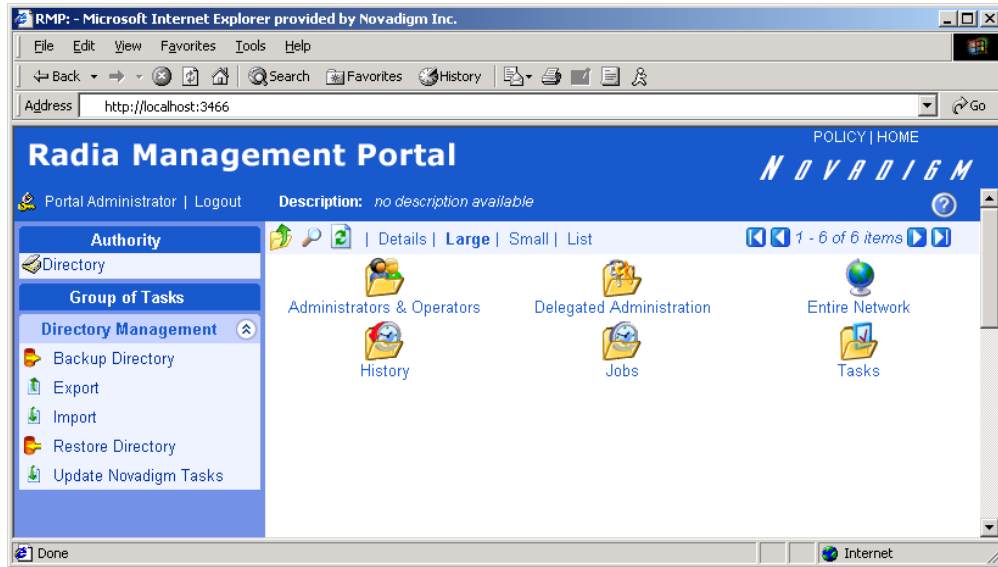 RMP: - Microsoft Internet Explorer provided by Novadigm Inc.
File Edit View Favorites Tools Help
Back Search Favorites History
Address http://localhost:3466 Go
Radia Management Portal
POLICY | HOME
NOVADIGM
Portal Administrator | Logout Description: no description available
Authority
Directory
Group of Tasks
Directory Management
Backup Directory
Export
Import
Restore Directory
Update Novadigm Tasks
| Details | Large | Small | List 1 - 6 of 6 items
Administrators & Operators Delegated Administration Entire Network
History Jobs Tasks
Done Internet